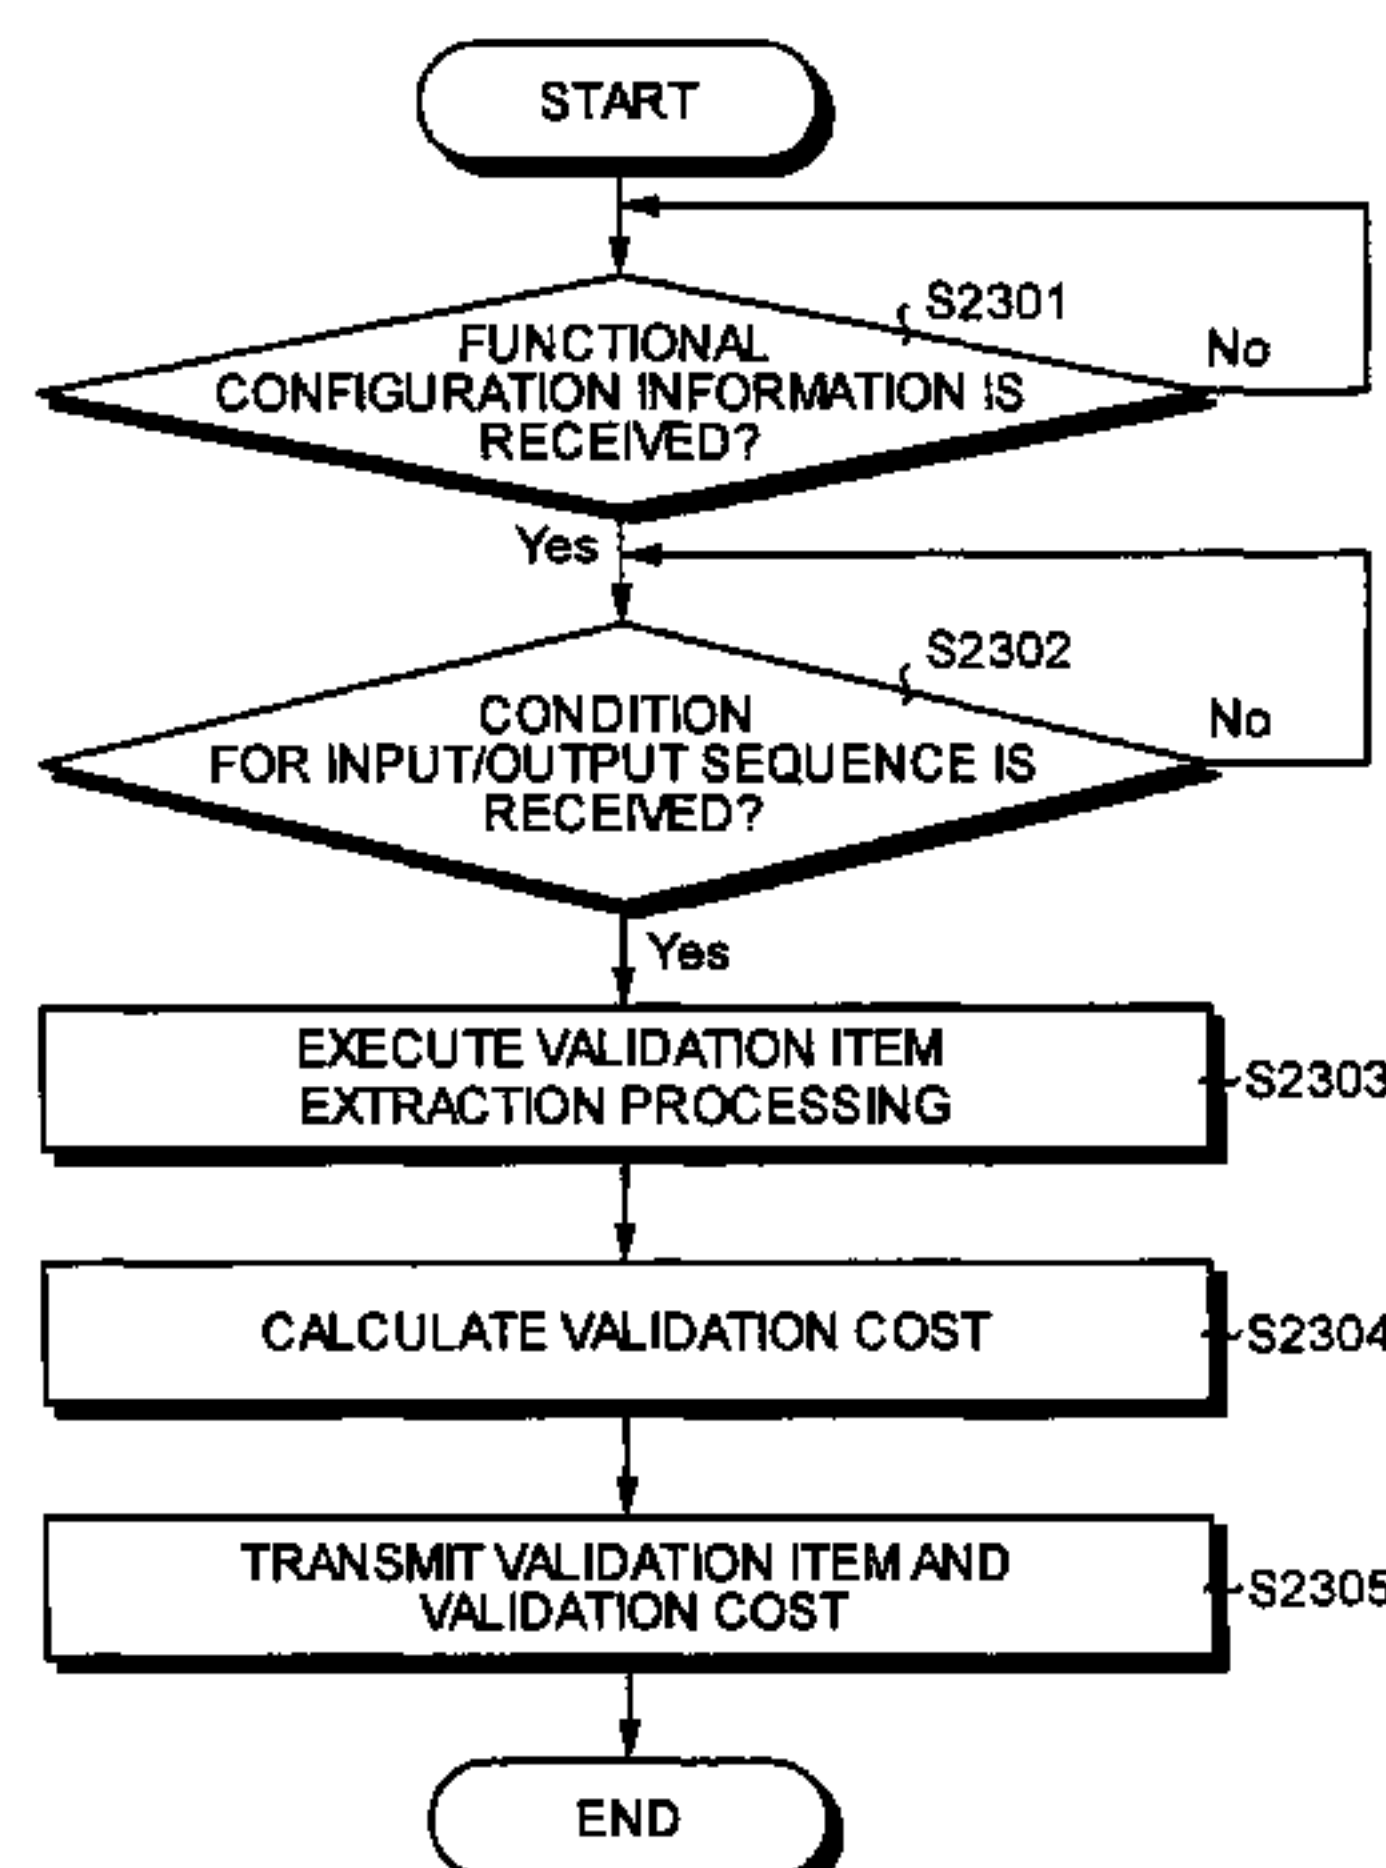 START
S2301
FUNCTIONAL
No
CONFIGURATION INFORMATION IS
RECEIVED?
Yes
S2302
CONDITION
No
FOR INPUT/OUTPUT SEQUENCE IS
RECEIVED?
Yes
EXECUTE VALIDATION ITEM
EXTRACTION PROCESSING
S2303
CALCULATE VALIDATION COST
S2304
TRANSMIT VALIDATION ITEM AND
VALIDATION COST
S2305
END